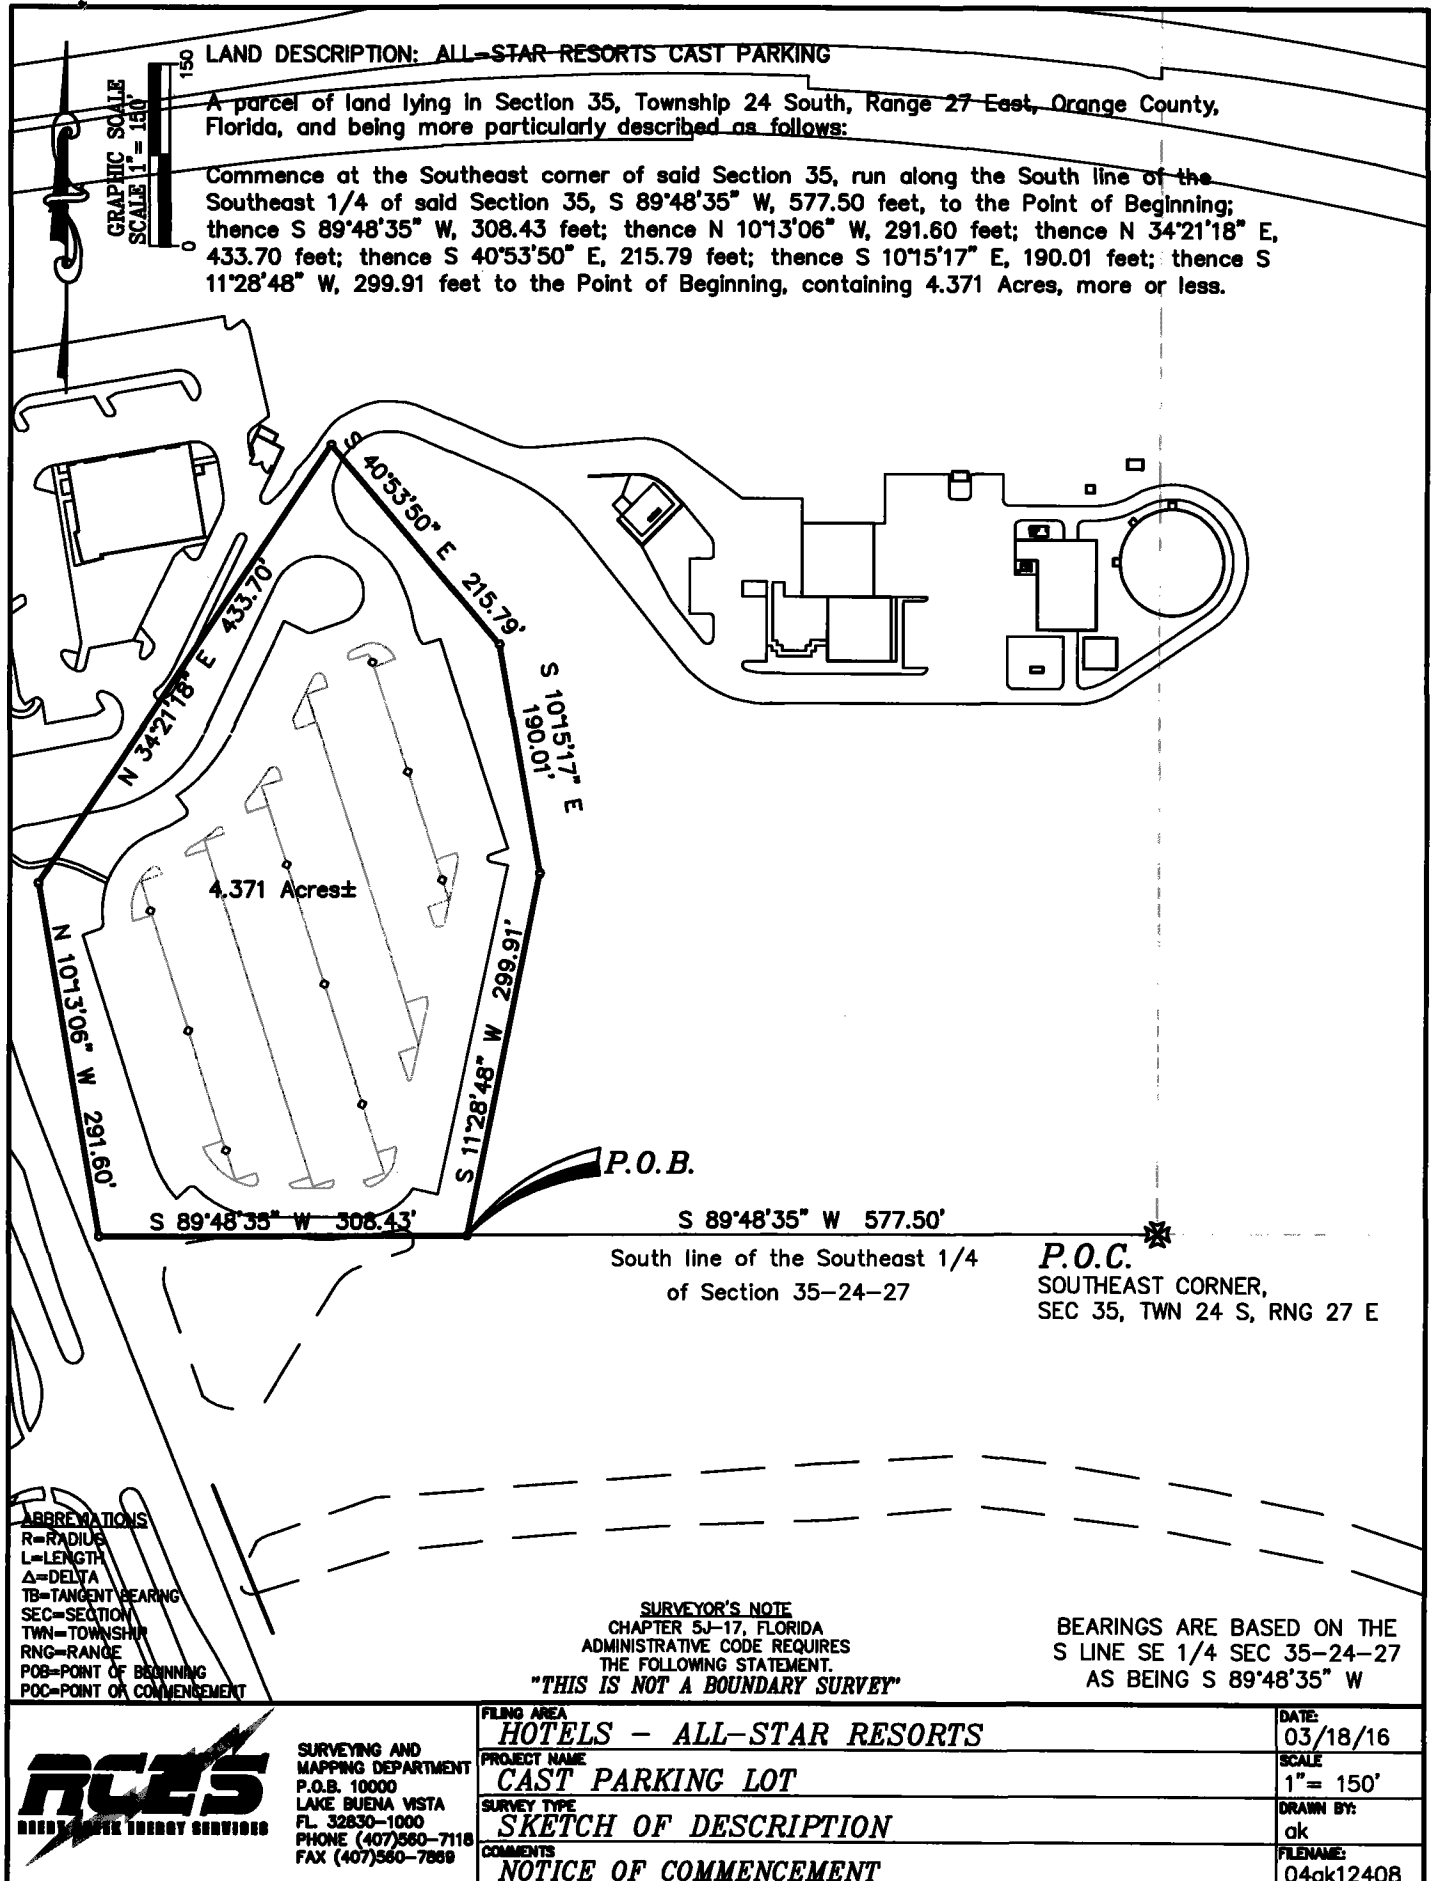 LAND DESCRIPTION: ALL-STAR RESORTS CAST PARKING
150
GRAPHIC SCALE
SCALE 1"= 150'
0
A parcel of land lying in Section 35, Township 24 South, Range 27 East, Orange County,
Florida, and being more particularly described as follows:
Commence at the Southeast corner of said Section 35, run along the South line of the
Southeast 1/4 of said Section 35, S 89°48'35" W, 577.50 feet, to the Point of Beginning;
thence S 89°48'35" W, 308.43 feet; thence N 10°13'06" W, 291.60 feet; thence N 34°21'18" E,
433.70 feet; thence S 40°53'50" E, 215.79 feet; thence S 10°15'17" E, 190.01 feet; thence S
11°28'48" W, 299.91 feet to the Point of Beginning, containing 4.371 Acres, more or less.
S 40°53'50" E 215.79'
N 34°21'18" E 433.70'
S 10°15'17" E
190.01'
4.371 Acres±
N 10°13'06" W 291.60'
S 11°28'48" W 299.91'
P.O.B.
S 89°48'35" W 308.43'
S 89°48'35" W 577.50'
South line of the Southeast 1/4
of Section 35-24-27
P.O.C.
SOUTHEAST CORNER,
SEC 35, TWN 24 S, RNG 27 E
ABBREVIATIONS
R=RADIUS
L=LENGTH
Δ=DELTA
TB=TANGENT BEARING
SEC=SECTION
TWN=TOWNSHIP
RNG=RANGE
POB=POINT OF BEGINNING
POC=POINT OF COMMENCEMENT
SURVEYOR'S NOTE
CHAPTER 5J-17, FLORIDA
ADMINISTRATIVE CODE REQUIRES
THE FOLLOWING STATEMENT.
"THIS IS NOT A BOUNDARY SURVEY"
BEARINGS ARE BASED ON THE
S LINE SE 1/4 SEC 35-24-27
AS BEING S 89°48'35" W
RCES
REEDY CREEK ENERGY SERVICES
SURVEYING AND
MAPPING DEPARTMENT
P.O.B. 10000
LAKE BUENA VISTA
FL. 32830-1000
PHONE (407)560-7118
FAX (407)560-7869
FILING AREA
HOTELS - ALL-STAR RESORTS
PROJECT NAME
CAST PARKING LOT
SURVEY TYPE
SKETCH OF DESCRIPTION
COMMENTS
NOTICE OF COMMENCEMENT
DATE:
03/18/16
SCALE
1"= 150'
DRAWN BY:
ak
FILENAME:
04ak12408